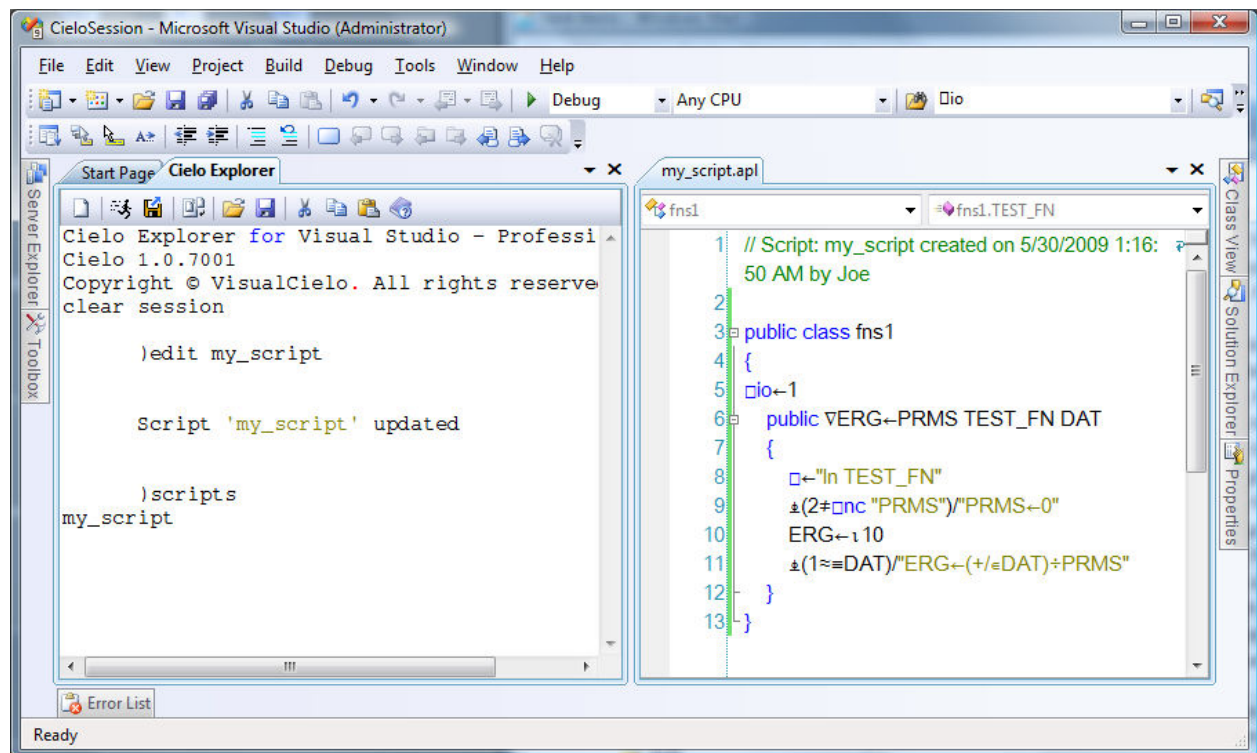 CieloSession - Microsoft Visual Studio (Administrator)
File Edit View Project Build Debug Tools Window Help
Debug Any CPU ⎕io
Server Explorer
Toolbox
Start Page Cielo Explorer
Cielo Explorer for Visual Studio - Professi
Cielo 1.0.7001
Copyright © VisualCielo. All rights reserve
clear session
)edit my_script
Script 'my_script' updated
)scripts
my_script
my_script.apl
fns1 fns1.TEST_FN
1 // Script: my_script created on 5/30/2009 1:16:
50 AM by Joe
2
3 public class fns1
4 {
5 ⎕io←1
6 public ∇ERG←PRMS TEST_FN DAT
7 {
8 ⎕←"In TEST_FN"
9 ⍎(2≠⎕nc "PRMS")/"PRMS←0"
10 ERG←⍳10
11 ⍎(1≈≡DAT)/"ERG←(+/∊DAT)÷PRMS"
12 }
13 }
Class View
Solution Explorer
Properties
Error List
Ready